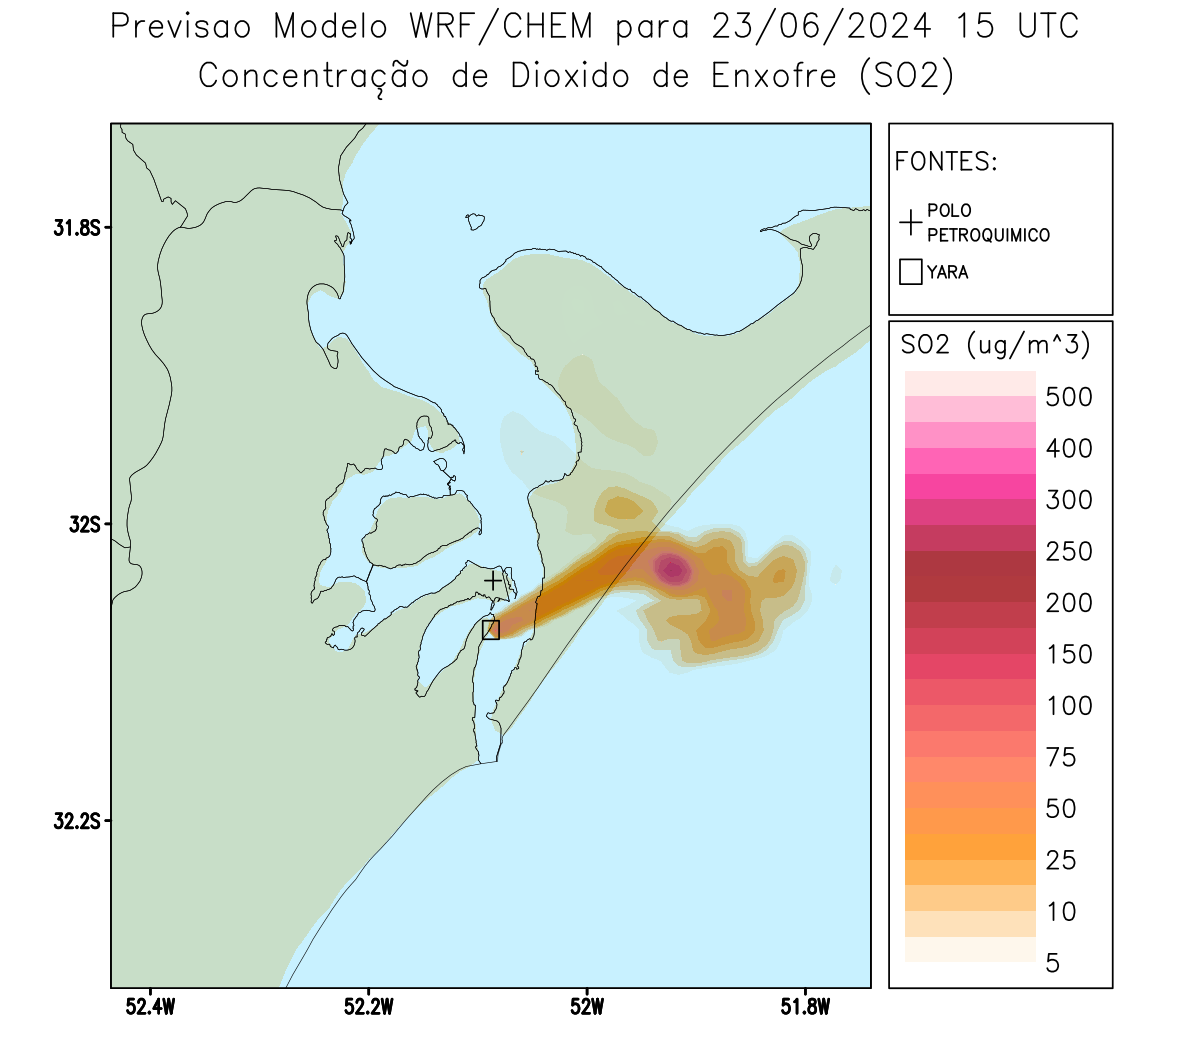 Previsao Modelo WRF/CHEM para 23/06/2024 15 UTC
Concentração de Dioxido de Enxofre (SO2)
FONTES:
POLO
PETROQUIMICO
YARA
SO2 (ug/m^3)
500
400
300
250
200
150
100
75
50
25
10
5
31.8S
32S
32.2S
52.4W
52.2W
52W
51.8W